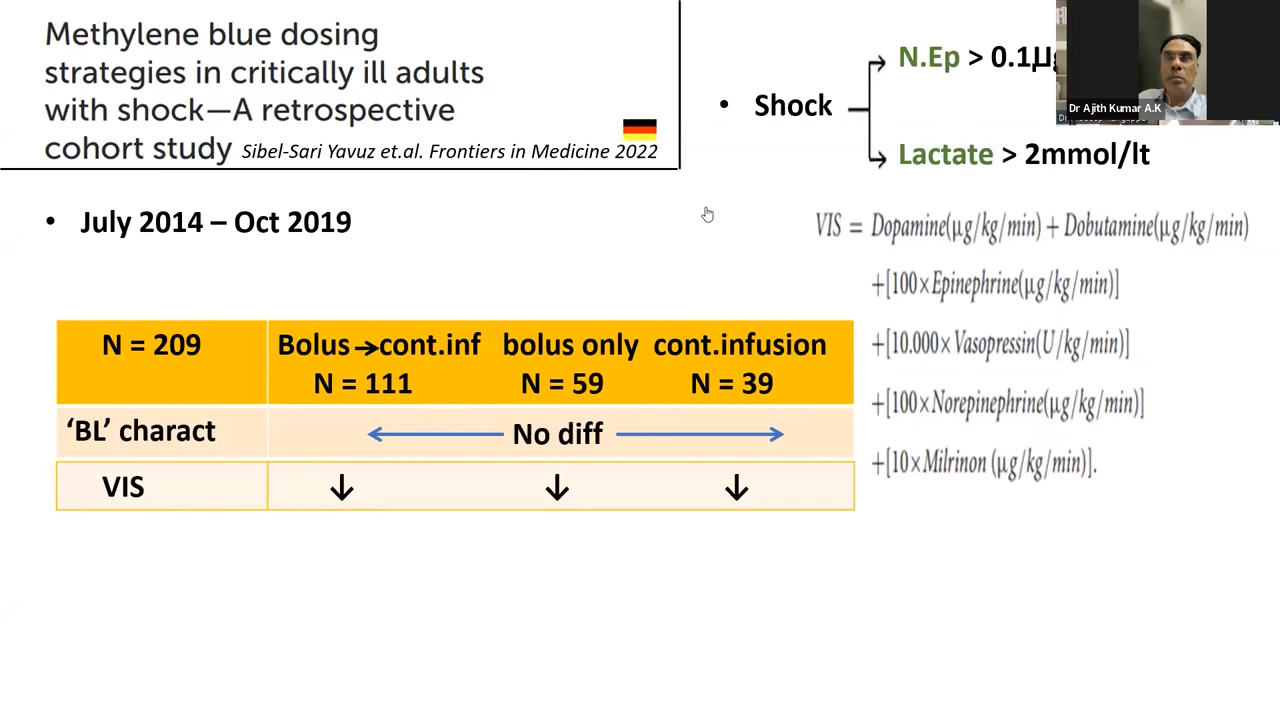 Methylene blue dosing
strategies in critically ill adults
with shock—A retrospective
cohort study Sibel-Sari Yavuz et.al. Frontiers in Medicine 2022
• Shock
N.Ep > 0.1µg
Lactate > 2mmol/lt
Dr Ajith Kumar A.K
• July 2014 – Oct 2019
VIS = Dopamine(µg/kg/min) + Dobutamine(µg/kg/min)
+[100×Epinephrine(µg/kg/min)]
+[10.000×Vasopressin(U/kg/min)]
+[100×Norepinephrine(µg/kg/min)]
+[10×Milrinon (µg/kg/min)].
N = 209 Bolus→cont.inf bolus only cont.infusion
N = 111 N = 59 N = 39
‘BL’ charact No diff
VIS ↓ ↓ ↓